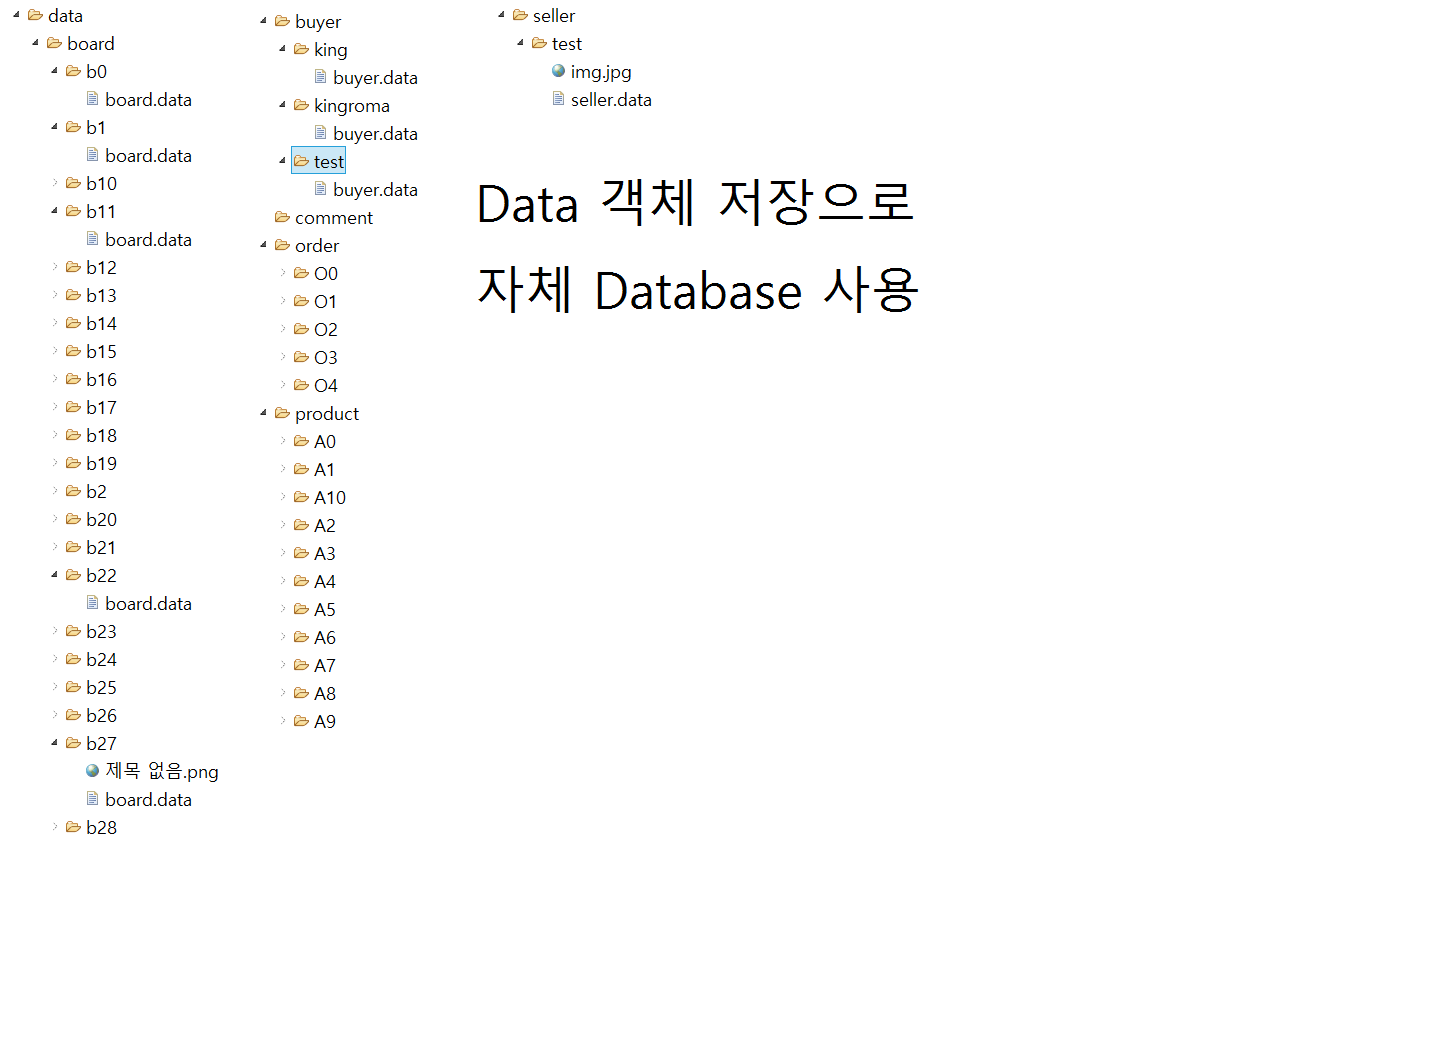 data
board
b0
board.data
b1
board.data
b10
b11
board.data
b12
b13
b14
b15
b16
b17
b18
b19
b2
b20
b21
b22
board.data
b23
b24
b25
b26
b27
제목 없음.png
board.data
b28
buyer
king
buyer.data
kingroma
buyer.data
test
buyer.data
comment
order
O0
O1
O2
O3
O4
product
A0
A1
A10
A2
A3
A4
A5
A6
A7
A8
A9
seller
test
img.jpg
seller.data
Data 객체 저장으로
자체 Database 사용